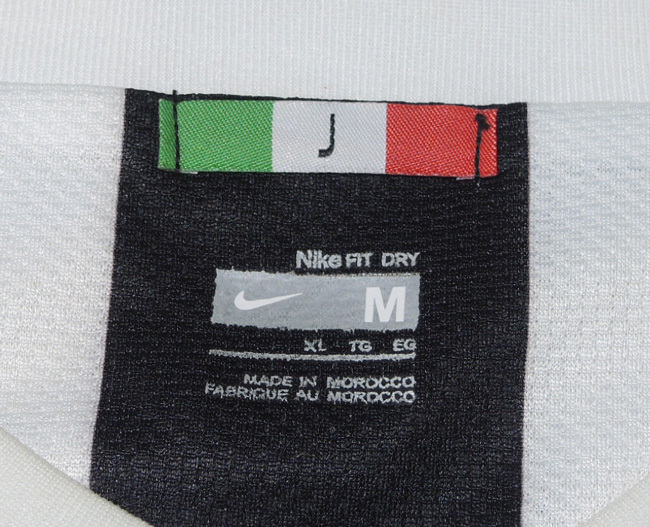 J
Nike FIT DRY
M
XL TG EG
MADE IN MOROCCO
FABRIQUE AU MOROCCO